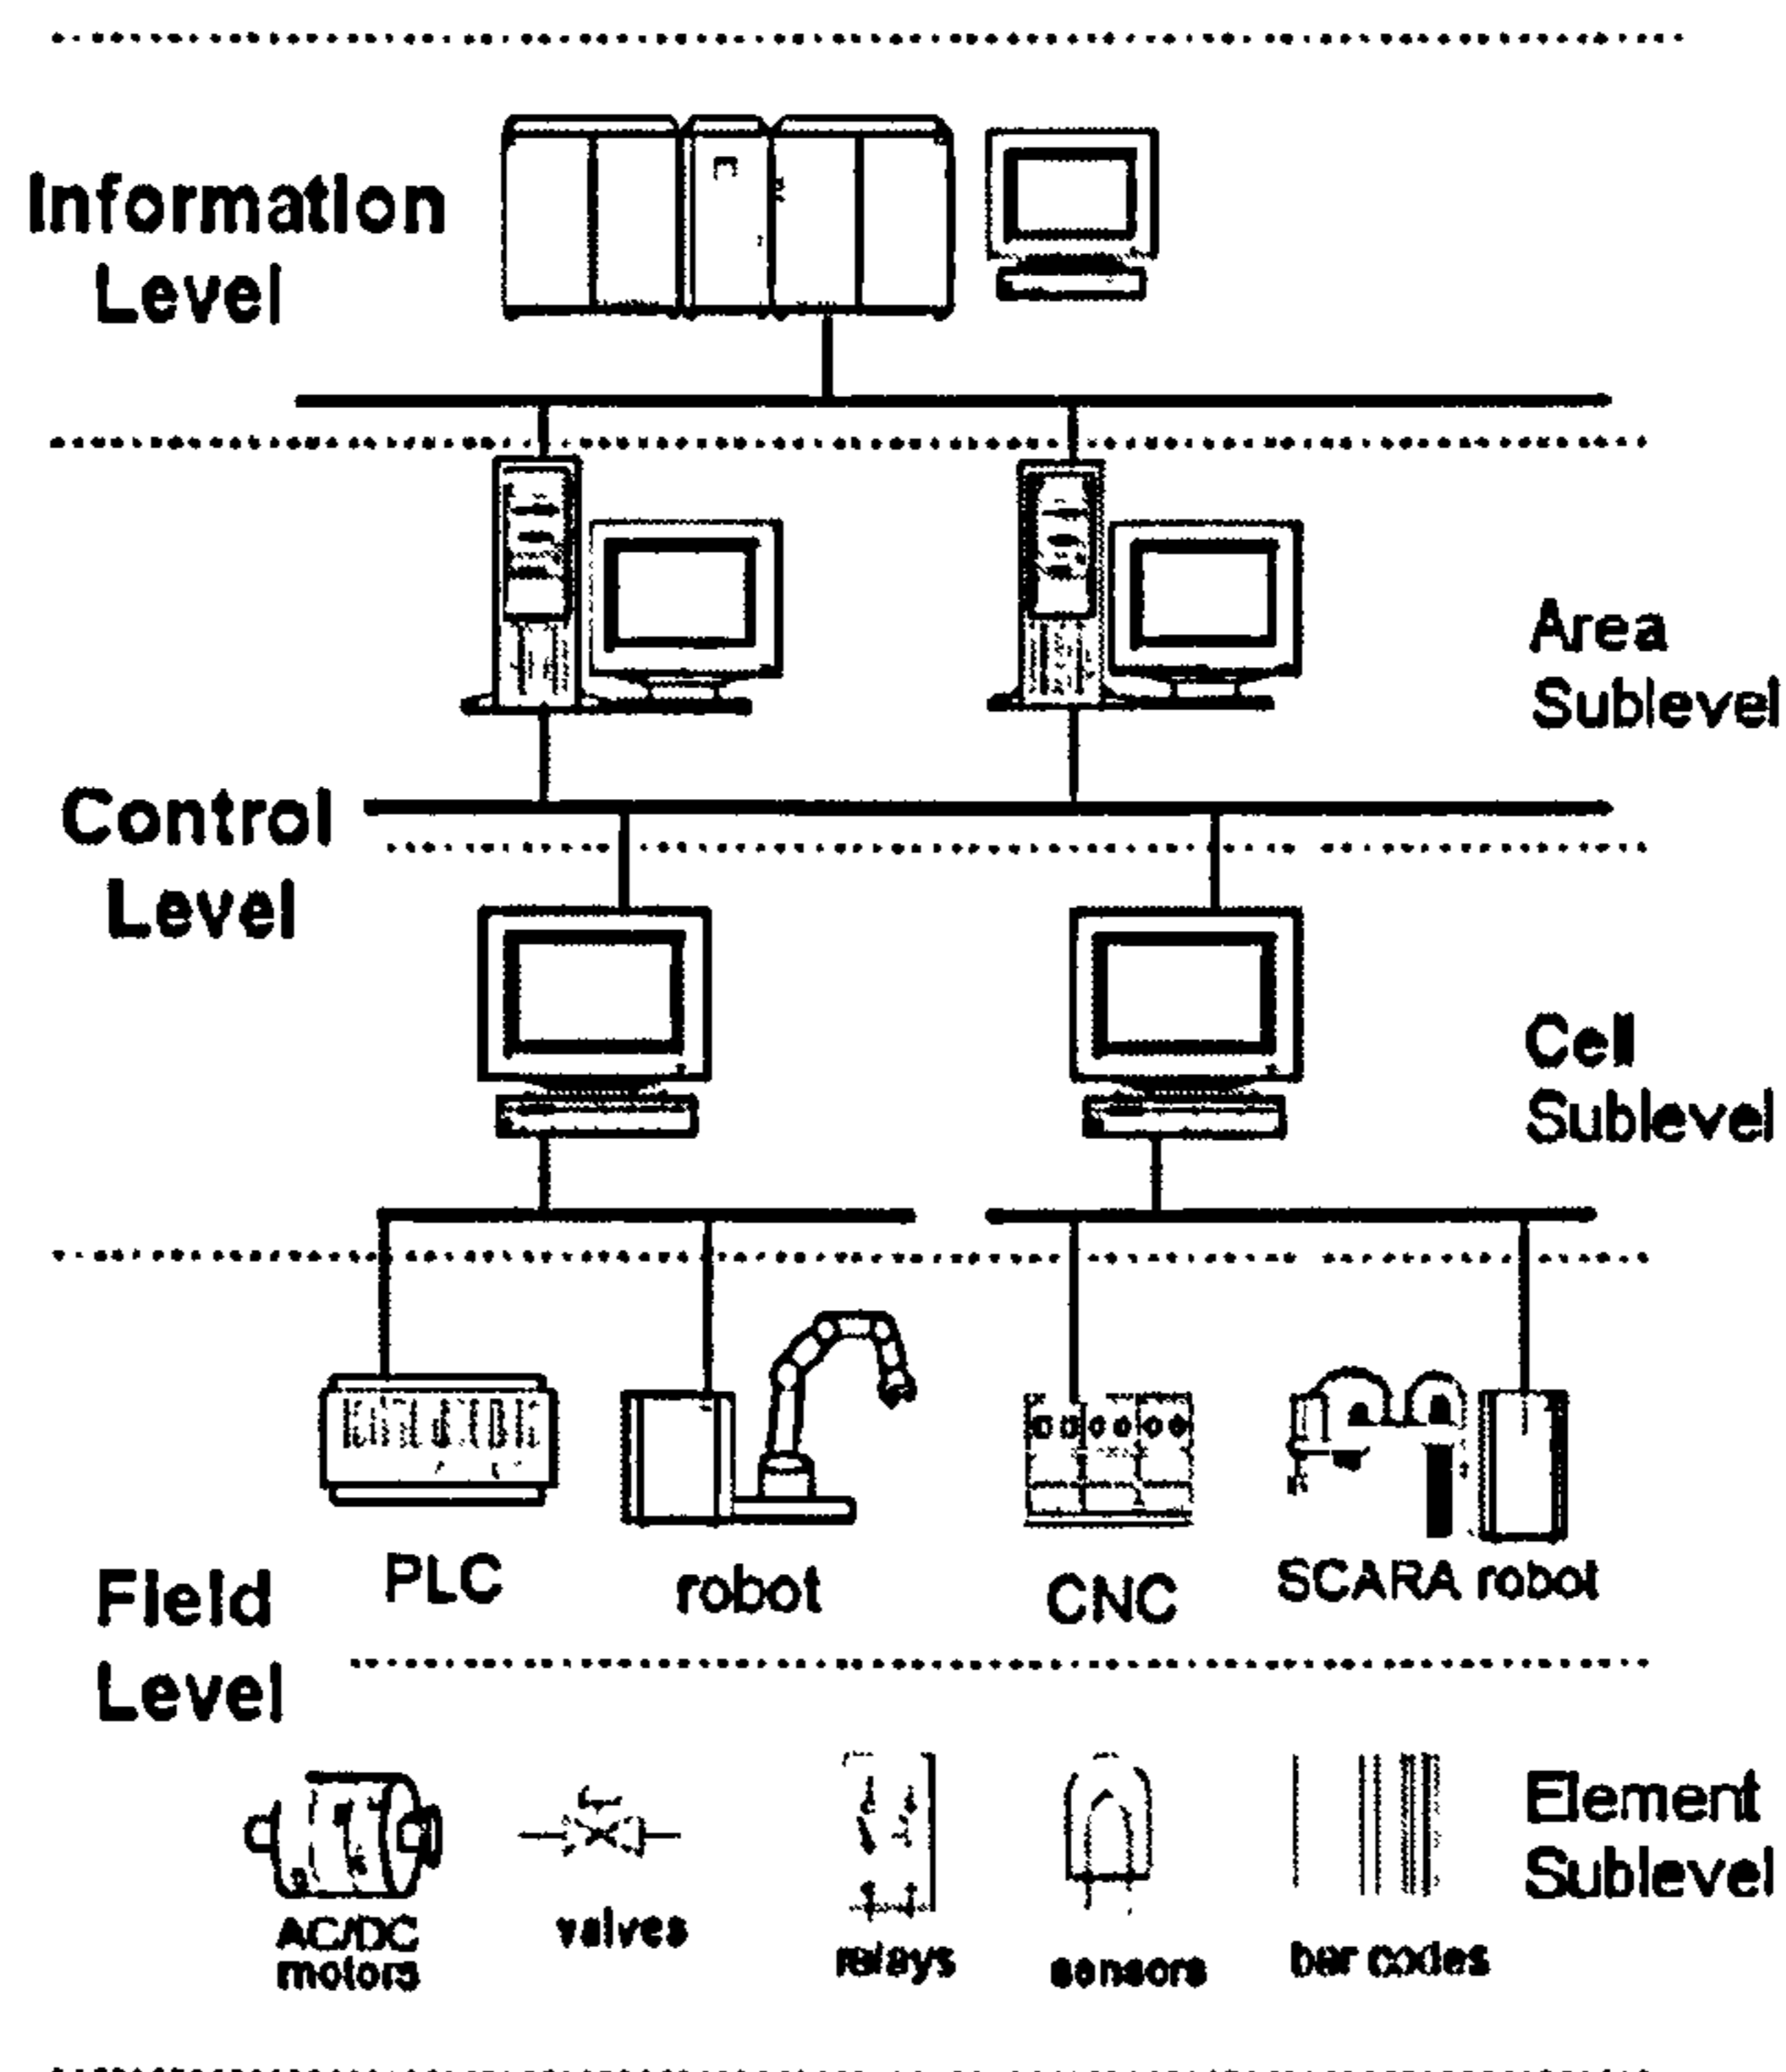 Information
Level
Area
Sublevel
Control
Level
Cell
Sublevel
PLC
robot
CNC
SCARA robot
Field
Level
Element
Sublevel
AC/DC
motors
valves
relays
sensors
bar codes